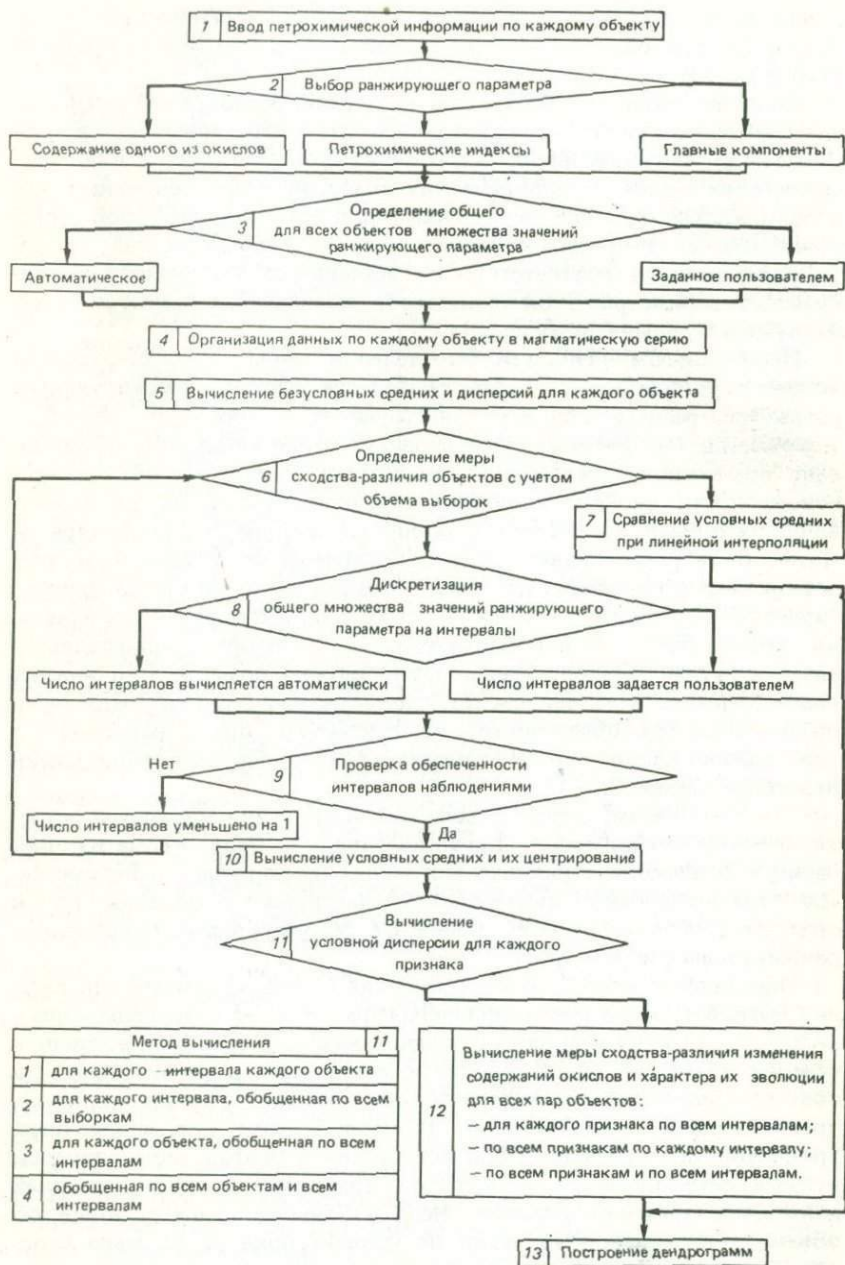 1 Ввод петрохимической информации по каждому объекту
2 Выбор ранжирующего параметра
Содержание одного из окислов
Петрохимические индексы
Главные компоненты
Определение общего
3 для всех объектов множества значений
ранжирующего параметра
Автоматическое
Заданное пользователем
4 Организация данных по каждому объекту в магматическую серию
5 Вычисление безусловных средних и дисперсий для каждого объекта
Определение меры
6 сходства-различия объектов с учетом
объема выборок
7 Сравнение условных средних
при линейной интерполяции
Дискретизация
8 общего множества значений ранжирующего
параметра на интервалы
Число интервалов вычисляется автоматически
Число интервалов задается пользователем
Нет
9 Проверка обеспеченности
интервалов наблюдениями
Число интервалов уменьшено на 1
Да
10 Вычисление условных средних и их центрирование
Вычисление
11 условной дисперсии для каждого
признака
Метод вычисления 11
1 для каждого интервала каждого объекта
2 для каждого интервала, обобщенная по всем
выборкам
3 для каждого объекта, обобщенная по всем
интервалам
4 обобщенная по всем объектам и всем
интервалам
Вычисление меры сходства-различия изменения
содержаний окислов и характера их эволюции
12 для всех пар объектов:
— для каждого признака по всем интервалам;
— по всем признакам по каждому интервалу;
— по всем признакам и по всем интервалам.
13 Построение дендрограмм